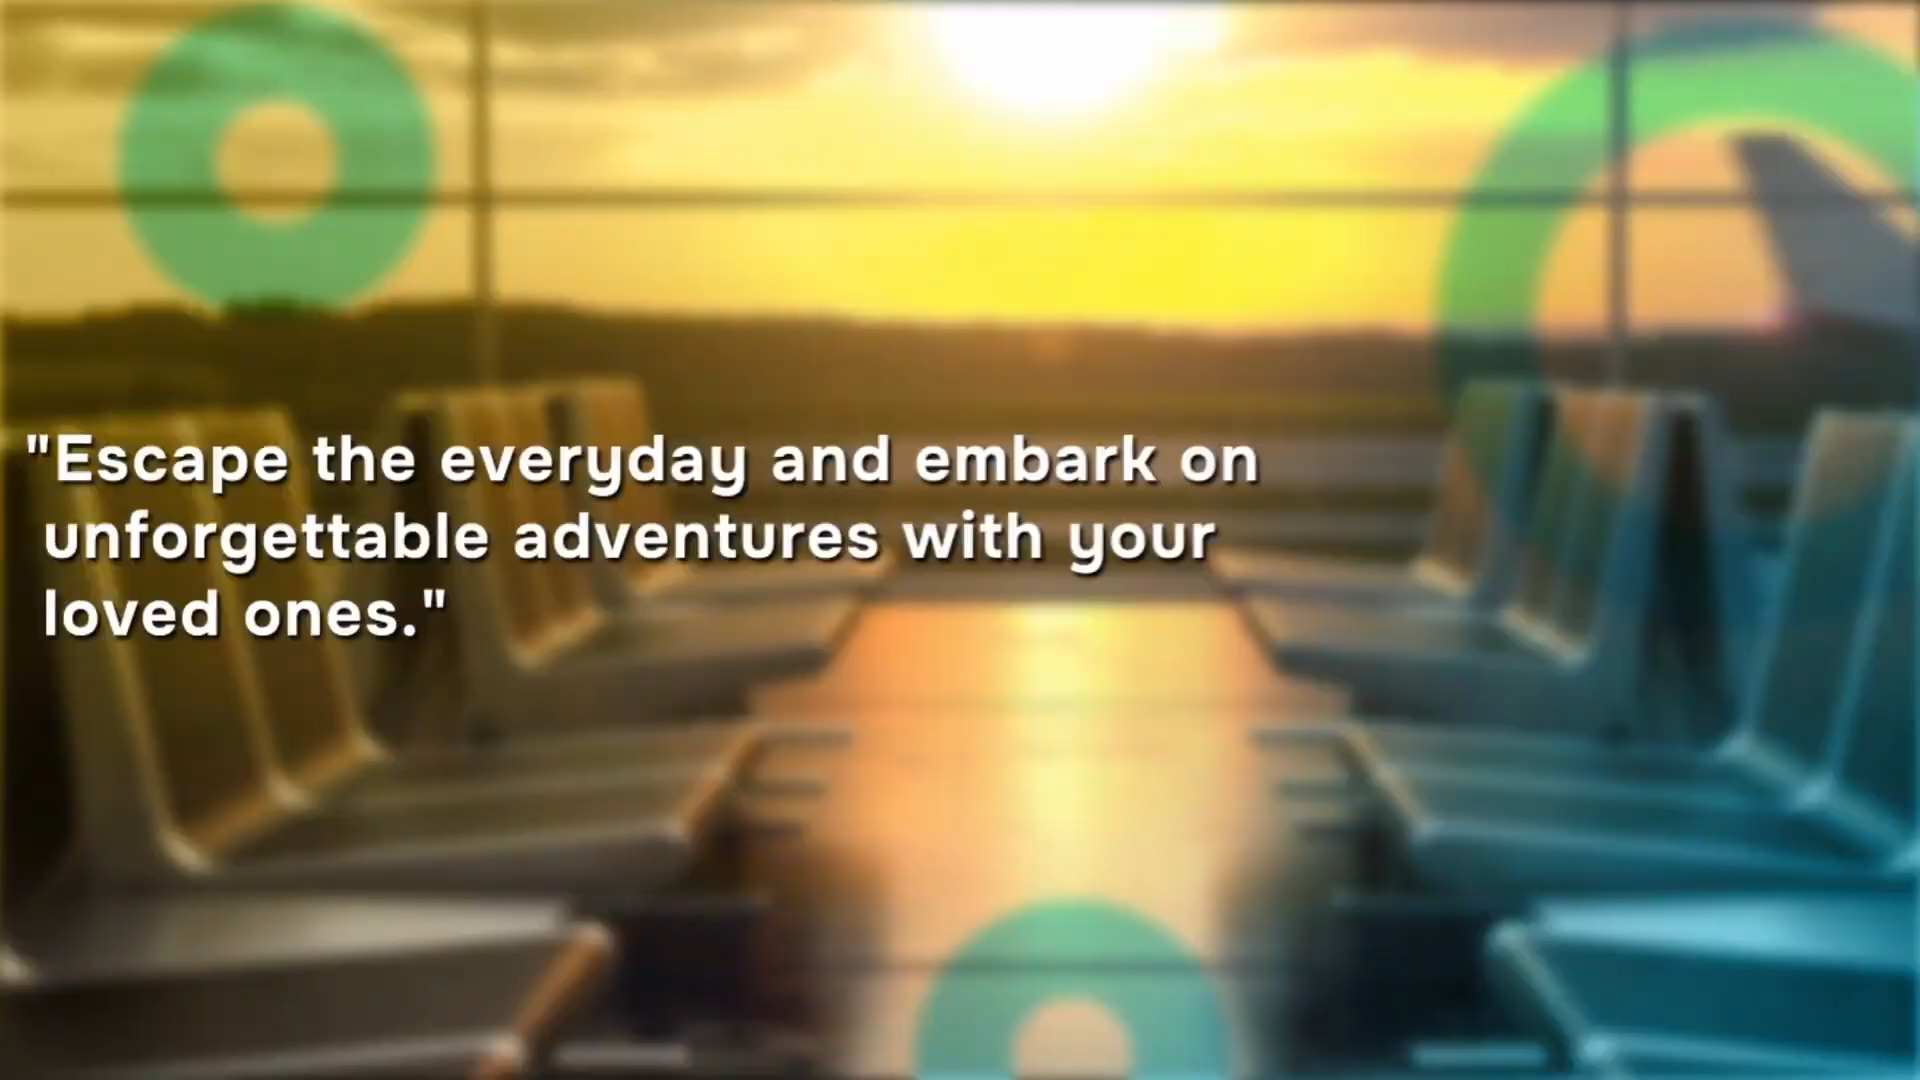 "Escape the everyday and embark on
unforgettable adventures with your
loved ones."